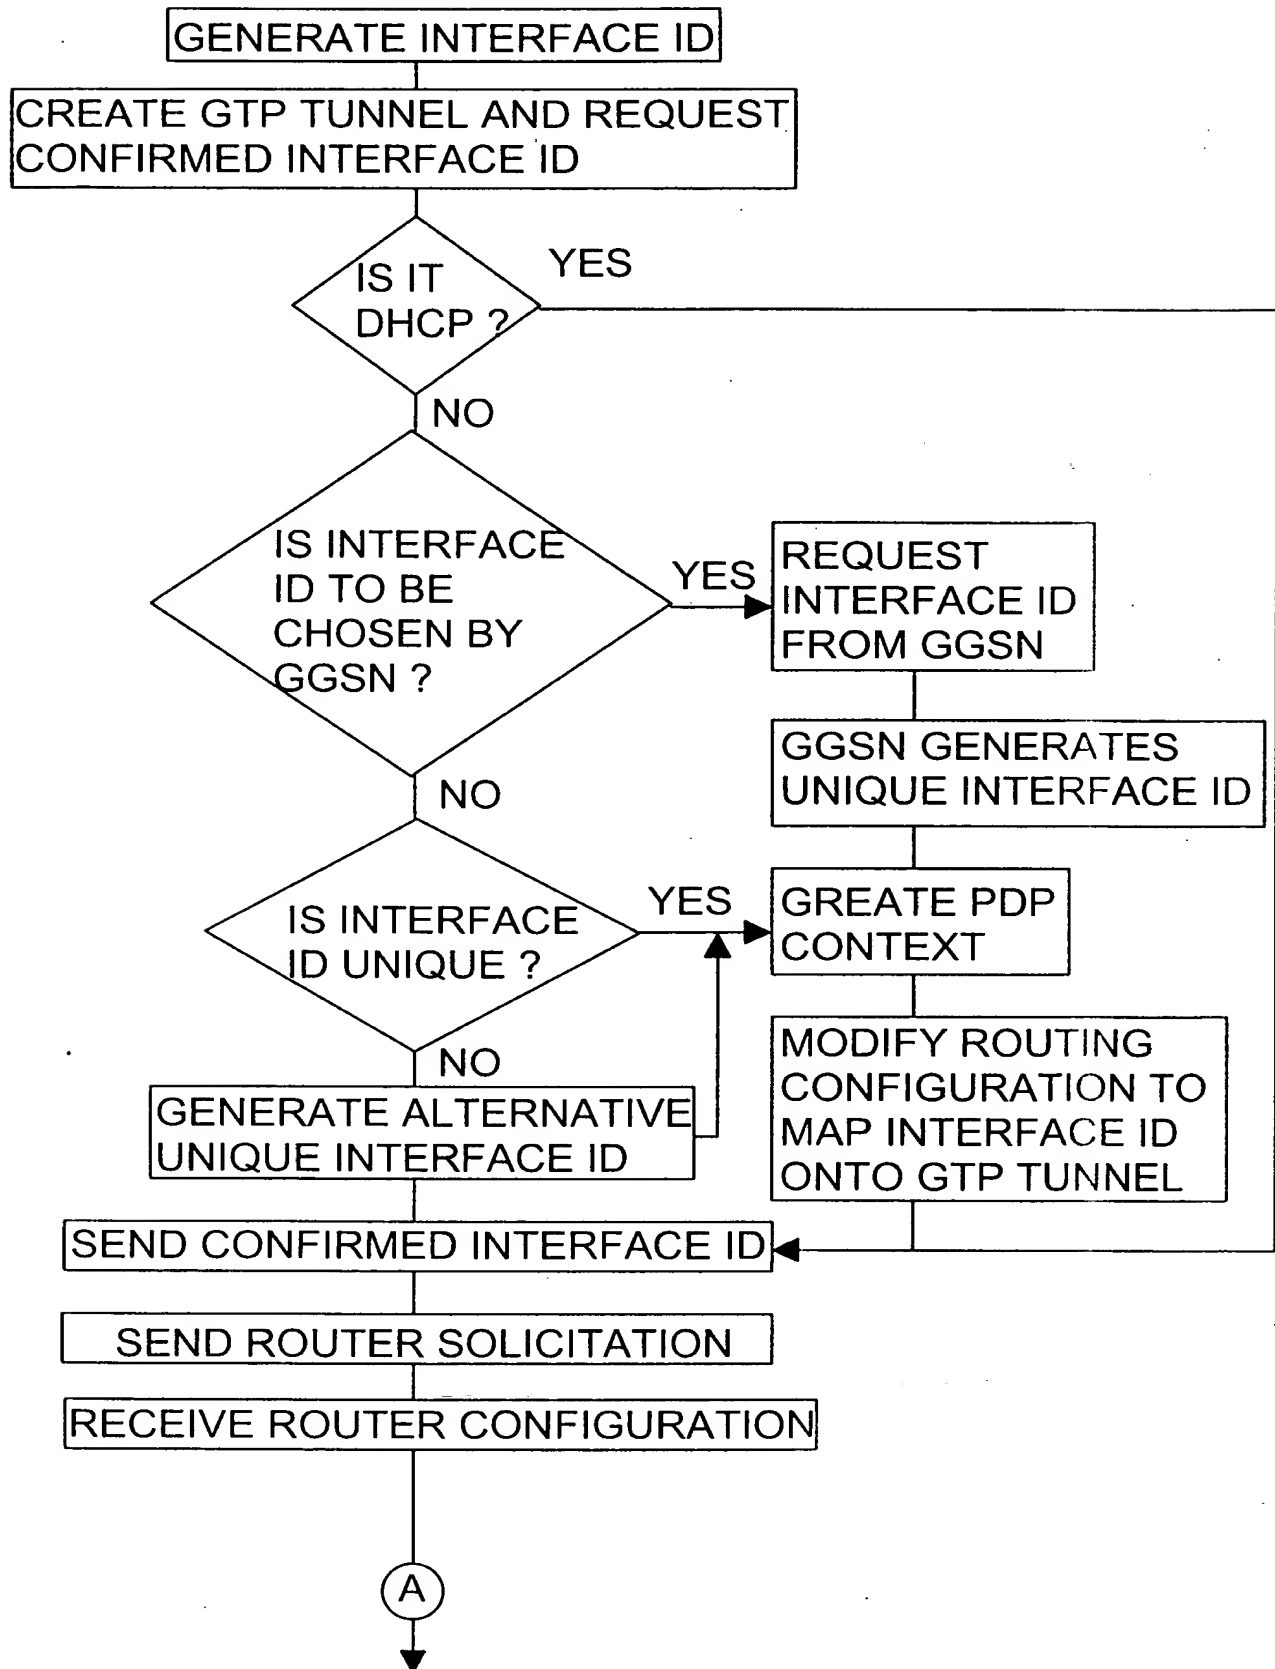 GENERATE INTERFACE ID
CREATE GTP TUNNEL AND REQUEST
CONFIRMED INTERFACE ID
IS IT
DHCP ?
YES
NO
IS INTERFACE
ID TO BE
CHOSEN BY
GGSN ?
YES
REQUEST
INTERFACE ID
FROM GGSN
GGSN GENERATES
UNIQUE INTERFACE ID
NO
IS INTERFACE
ID UNIQUE ?
YES
GREATE PDP
CONTEXT
NO
MODIFY ROUTING
CONFIGURATION TO
MAP INTERFACE ID
ONTO GTP TUNNEL
GENERATE ALTERNATIVE
UNIQUE INTERFACE ID
SEND CONFIRMED INTERFACE ID
SEND ROUTER SOLICITATION
RECEIVE ROUTER CONFIGURATION
A